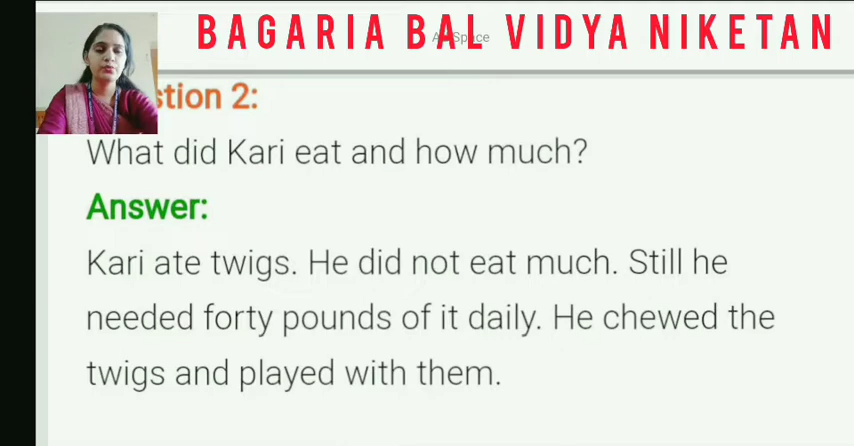 BAGARIA BAL VIDYA NIKETAN
stion 2:
What did Kari eat and how much?
Answer:
Kari ate twigs. He did not eat much. Still he
needed forty pounds of it daily. He chewed the
twigs and played with them.